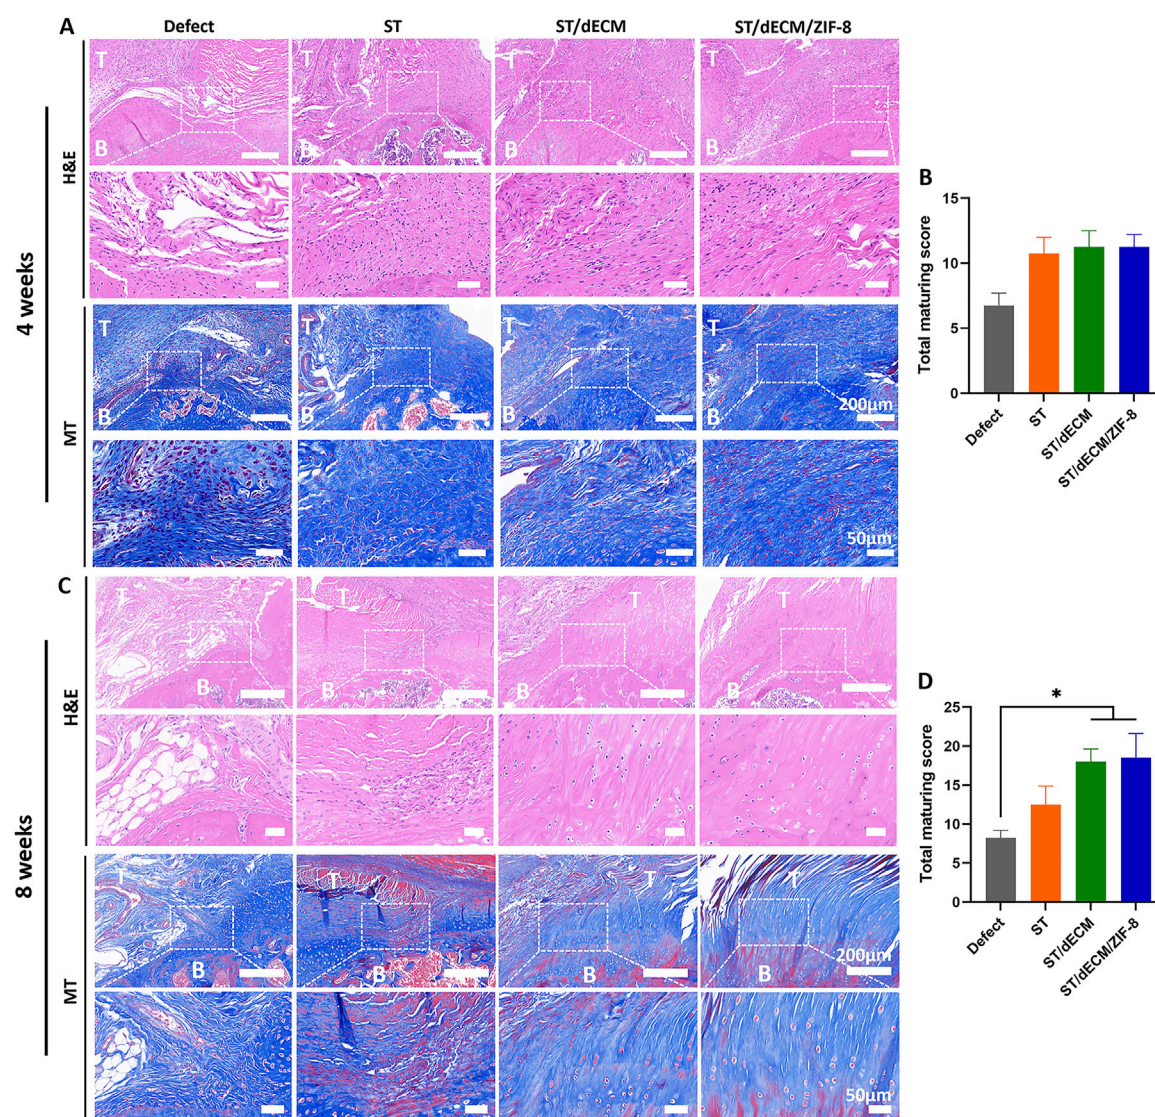 A
Defect
ST
ST/dECM
ST/dECM/ZIF-8
4 weeks
H&E
T
T
T
T
B
B
B
B
MT
T
T
T
T
B
B
B
B
200μm
50μm
B
Total maturing score
15
10
5
0
Defect
ST
ST/dECM
ST/dECM/ZIF-8
C
8 weeks
H&E
T
T
T
T
B
B
B
B
MT
T
T
T
T
B
B
B
B
200μm
50μm
D
*
Total maturing score
25
20
15
10
5
0
Defect
ST
ST/dECM
ST/dECM/ZIF-8